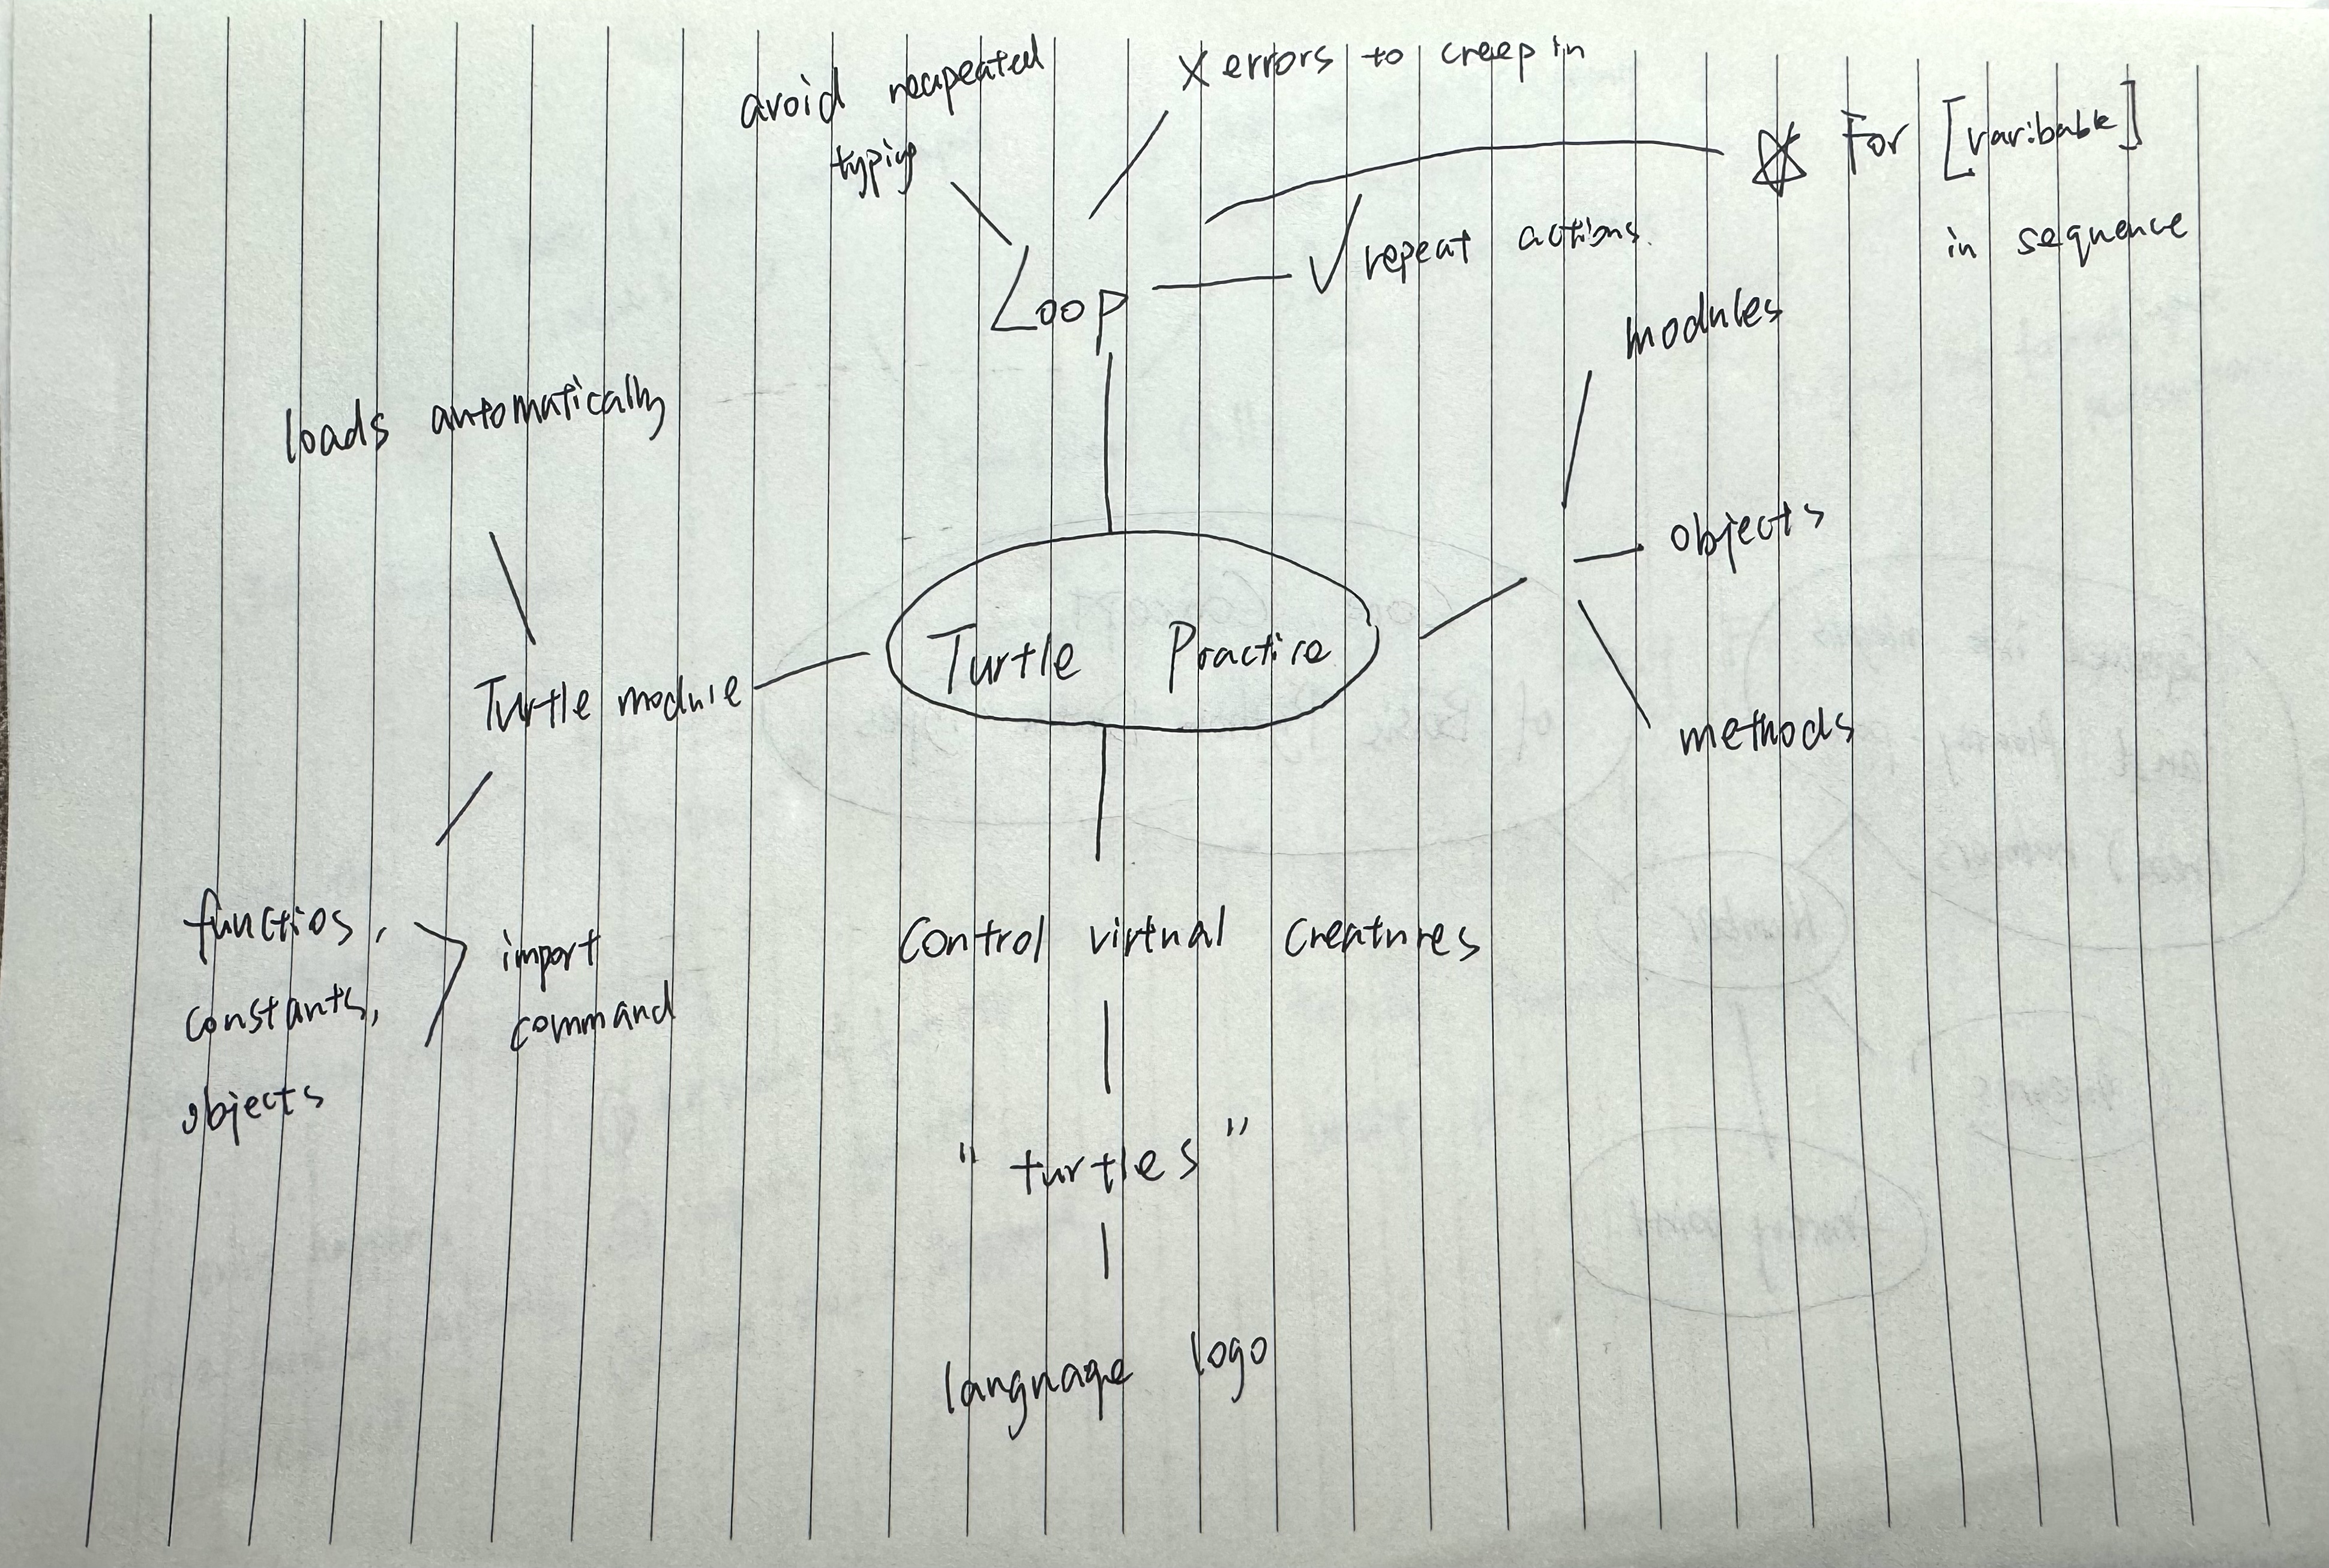 avoid reapeated
typing
X errors to creep in
☆ For [varibable]
in sequence
Loop
✓ repeat actions.
modules
loads automatically
objects
Turtle Practice
Turtle module
methods
functios,
constants,
objects
import
command
Control virtual creatures
" turtles "
language logo